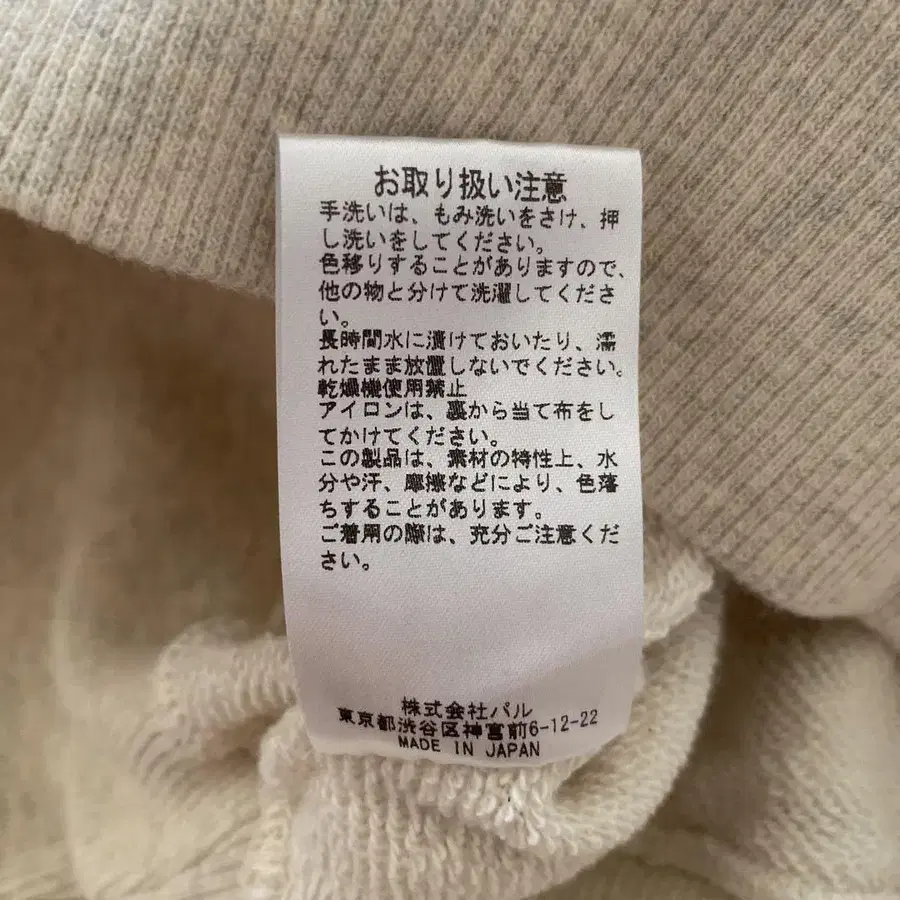 お取り扱い注意
手洗いは、もみ洗いをさけ、押
し洗いをしてください。
色移りすることがありますので、
他の物と分けて洗濯してくださ
い。
長時間水に漬けておいたり、濡
れたまま放置しないでください。
乾燥機使用禁止
アイロンは、裏から当て布をし
てかけてください。
この製品は、素材の特性上、水
分や汗、摩擦などにより、色落
ちすることがあります。
ご着用の際は、充分ご注意くだ
さい。
株式会社パル
東京都渋谷区神宮前6-12-22
MADE IN JAPAN